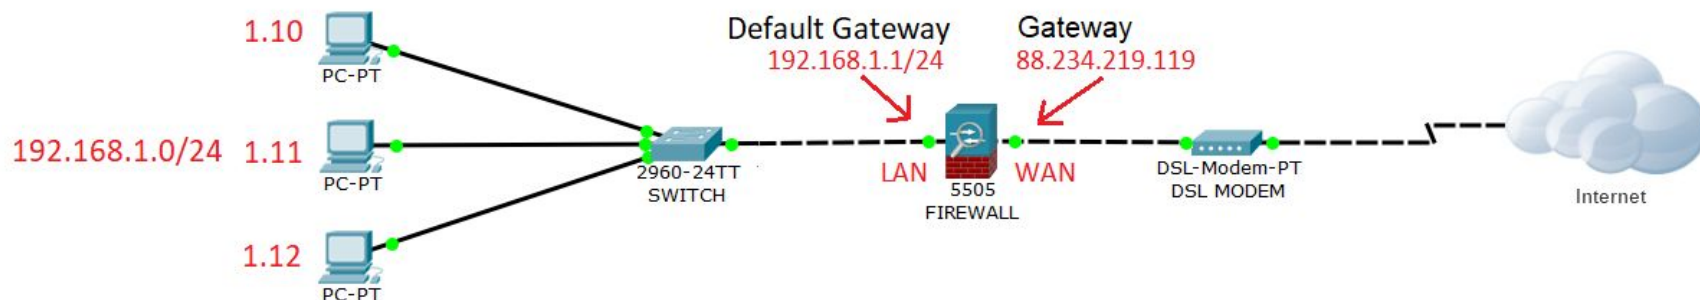 1.10
PC-PT
192.168.1.0/24
1.11
PC-PT
1.12
PC-PT
2960-24TT
SWITCH
Default Gateway
192.168.1.1/24
LAN
5505
FIREWALL
Gateway
88.234.219.119
WAN
DSL-Modem-PT
DSL MODEM
Internet